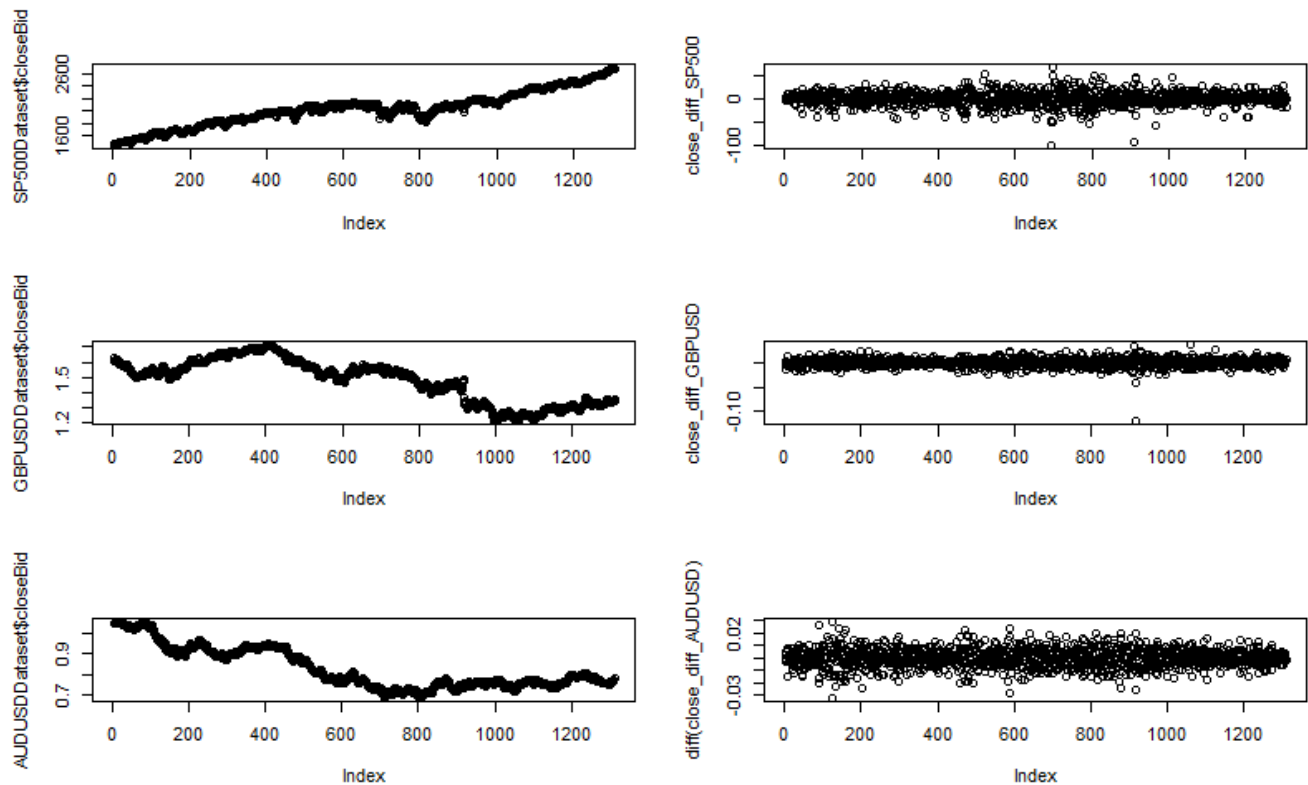 SP500Dataset$closeBid
1600 2600
0 200 400 600 800 1000 1200
Index
close_diff_SP500
-100 0
0 200 400 600 800 1000 1200
Index
GBPUSDDataset$closeBid
1.2 1.5
0 200 400 600 800 1000 1200
Index
close_diff_GBPUSD
-0.10
0 200 400 600 800 1000 1200
Index
AUDUSDDataset$closeBid
0.7 0.9
0 200 400 600 800 1000 1200
Index
diff(close_diff_AUDUSD)
-0.03 0.02
0 200 400 600 800 1000 1200
Index